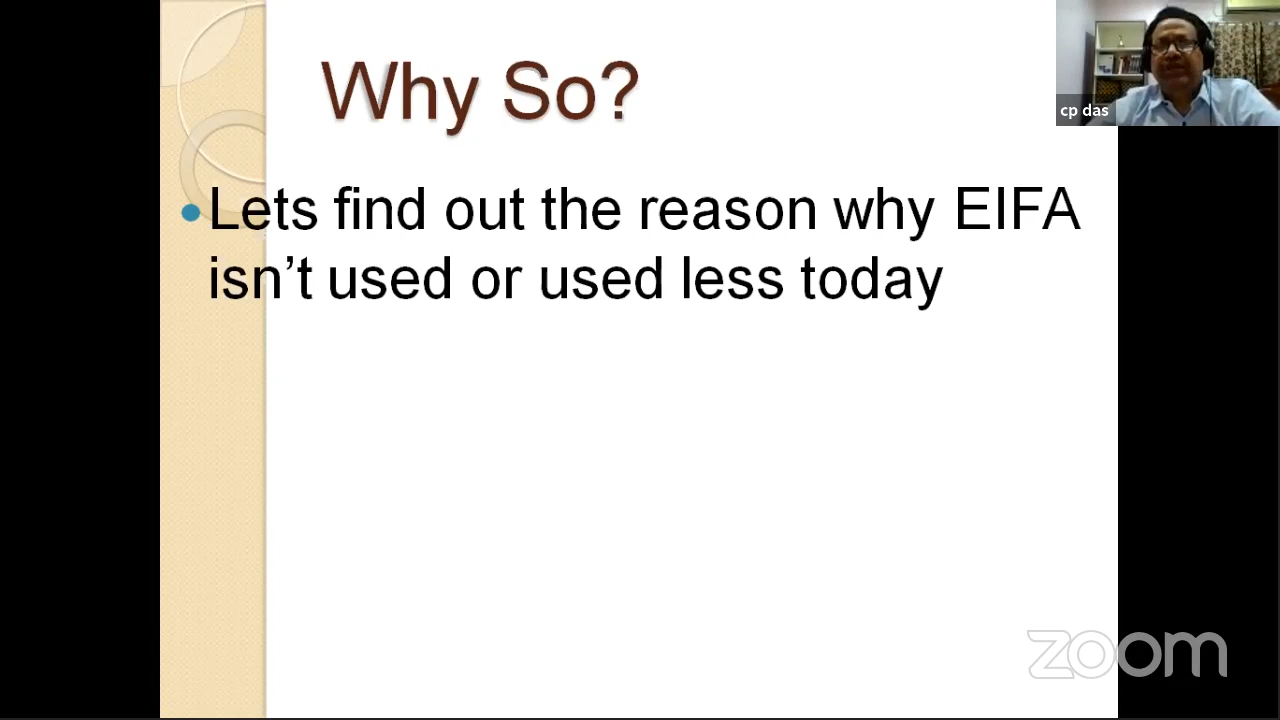 Why So?
cp das
Lets find out the reason why EIFA
isn’t used or used less today
zoom